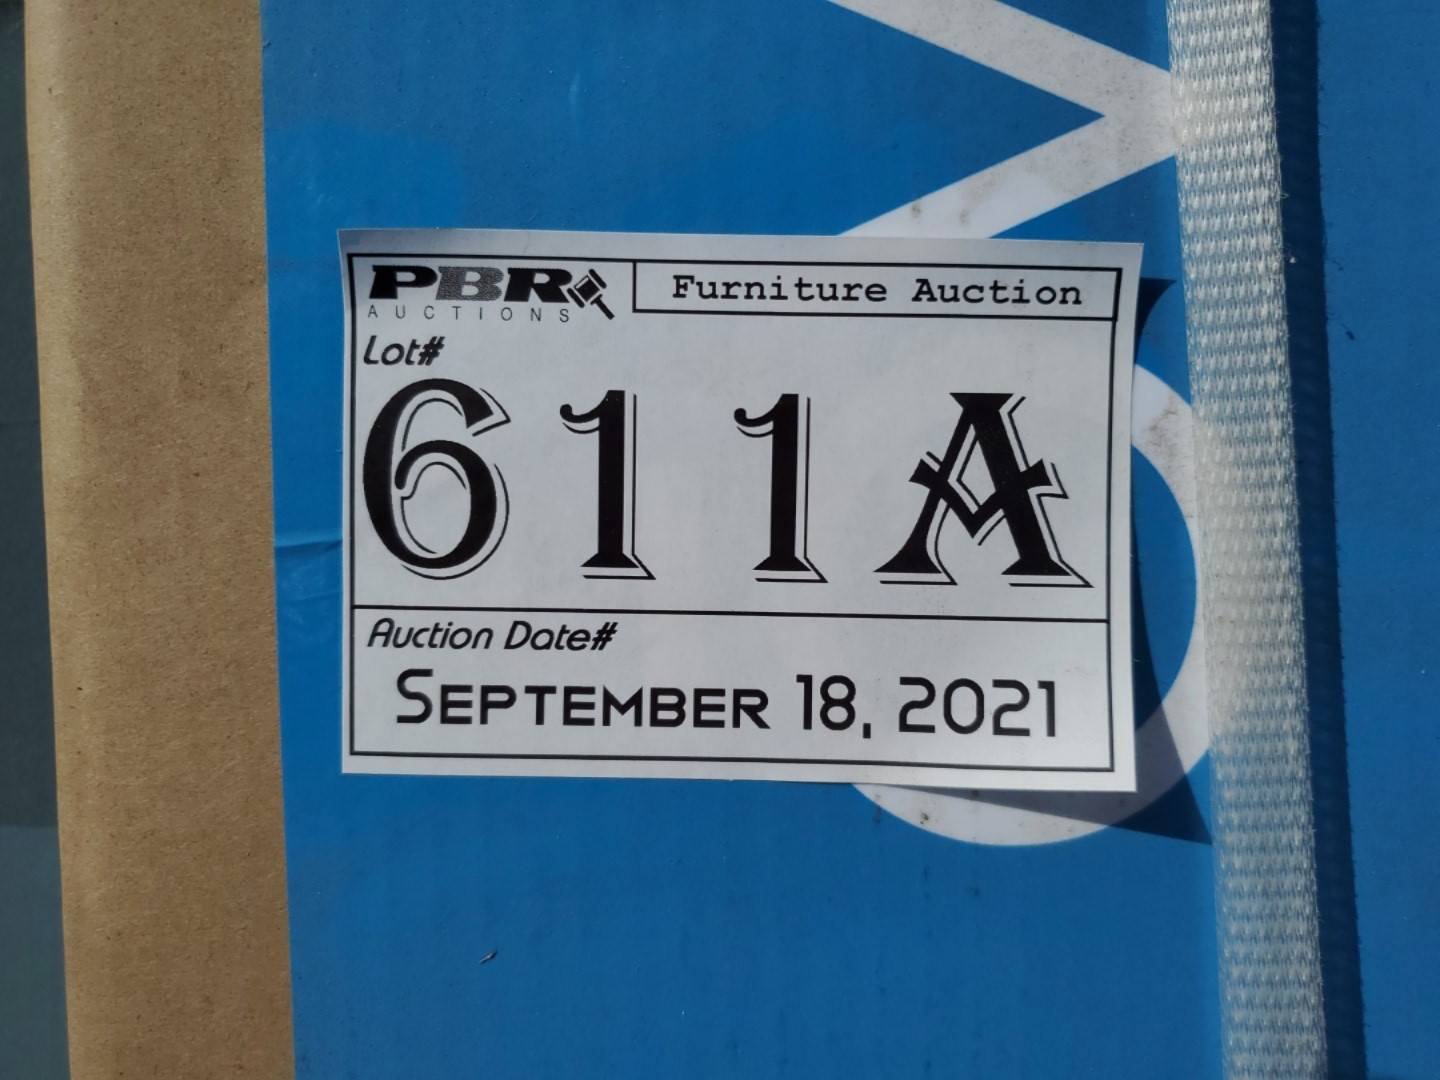 PBR
AUCTIONS
Furniture Auction
Lot#
611A
Auction Date#
September 18, 2021